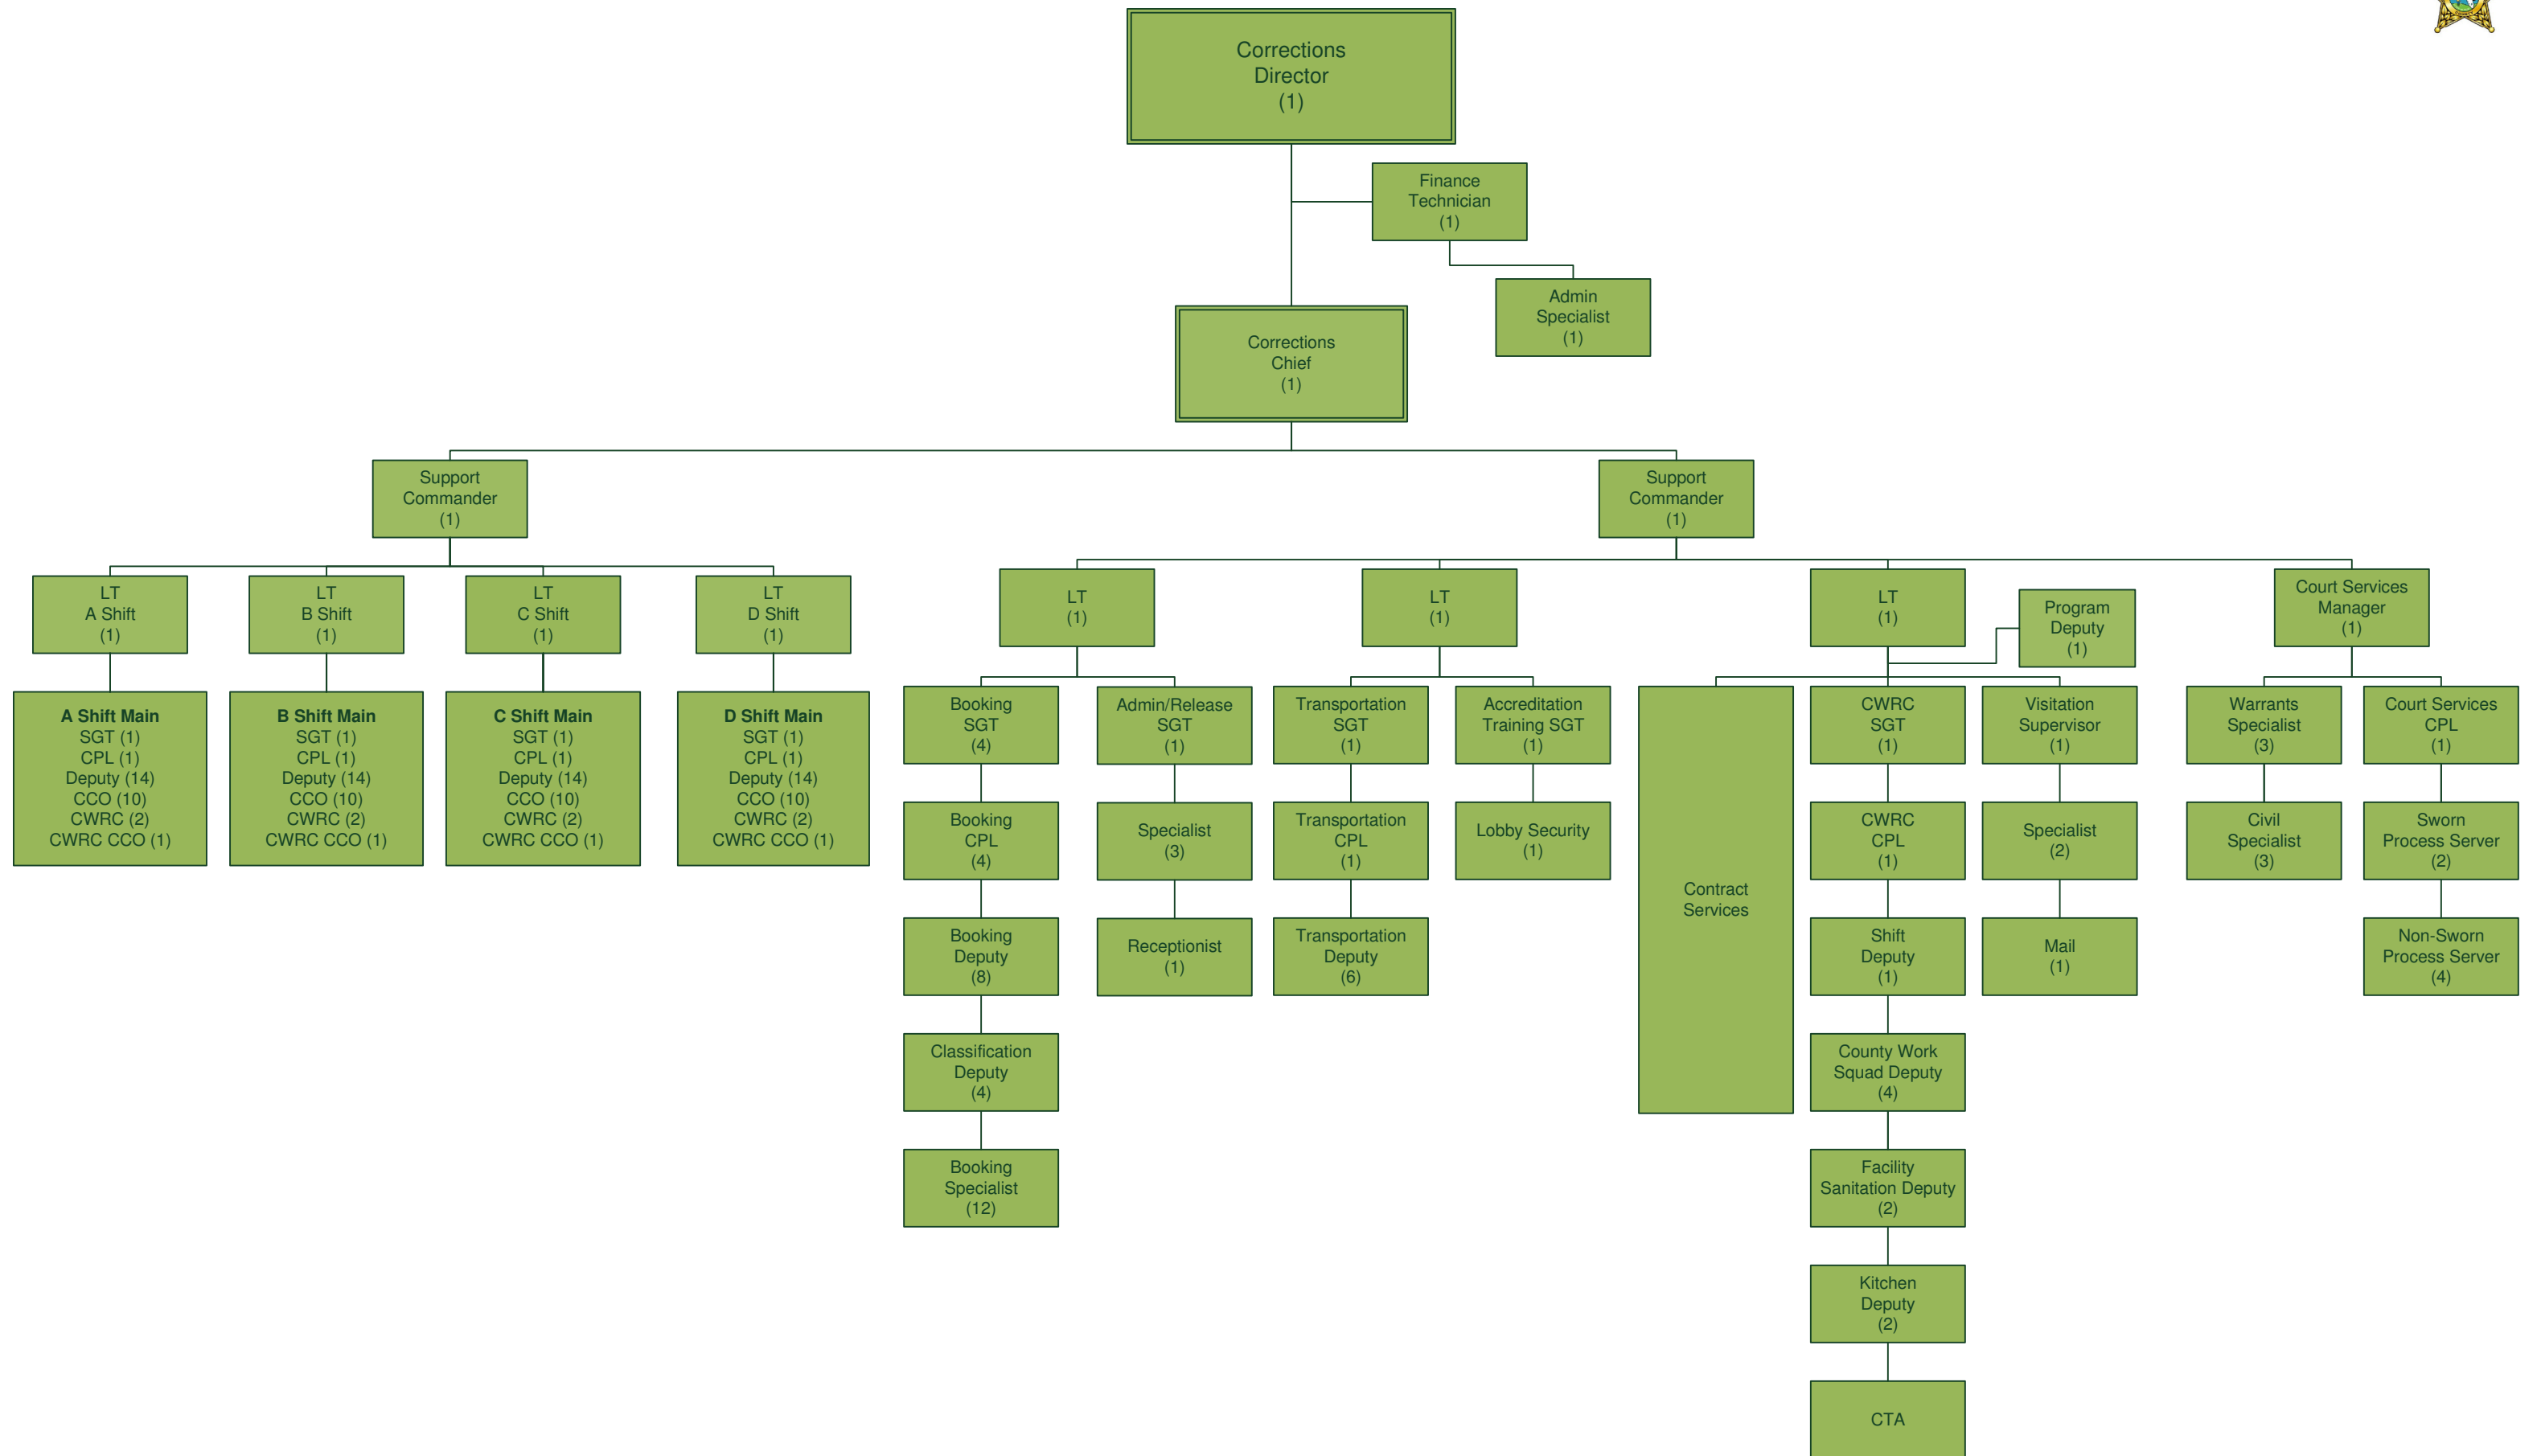 Corrections
Director
(1)
Finance
Technician
(1)
Admin
Specialist
(1)
Corrections
Chief
(1)
Support
Commander
(1)
Support
Commander
(1)
LT
A Shift
(1)
LT
B Shift
(1)
LT
C Shift
(1)
LT
D Shift
(1)
LT
(1)
LT
(1)
LT
(1)
Program
Deputy
(1)
Court Services
Manager
(1)
A Shift Main
SGT (1)
CPL (1)
Deputy (14)
CCO (10)
CWRC (2)
CWRC CCO (1)
B Shift Main
SGT (1)
CPL (1)
Deputy (14)
CCO (10)
CWRC (2)
CWRC CCO (1)
C Shift Main
SGT (1)
CPL (1)
Deputy (14)
CCO (10)
CWRC (2)
CWRC CCO (1)
D Shift Main
SGT (1)
CPL (1)
Deputy (14)
CCO (10)
CWRC (2)
CWRC CCO (1)
Booking
SGT
(4)
Admin/Release
SGT
(1)
Transportation
SGT
(1)
Accreditation
Training SGT
(1)
Contract
Services
CWRC
SGT
(1)
Visitation
Supervisor
(1)
Warrants
Specialist
(3)
Court Services
CPL
(1)
Booking
CPL
(4)
Specialist
(3)
Transportation
CPL
(1)
Lobby Security
(1)
CWRC
CPL
(1)
Specialist
(2)
Civil
Specialist
(3)
Sworn
Process Server
(2)
Booking
Deputy
(8)
Receptionist
(1)
Transportation
Deputy
(6)
Shift
Deputy
(1)
Mail
(1)
Non-Sworn
Process Server
(4)
Classification
Deputy
(4)
County Work
Squad Deputy
(4)
Booking
Specialist
(12)
Facility
Sanitation Deputy
(2)
Kitchen
Deputy
(2)
CTA